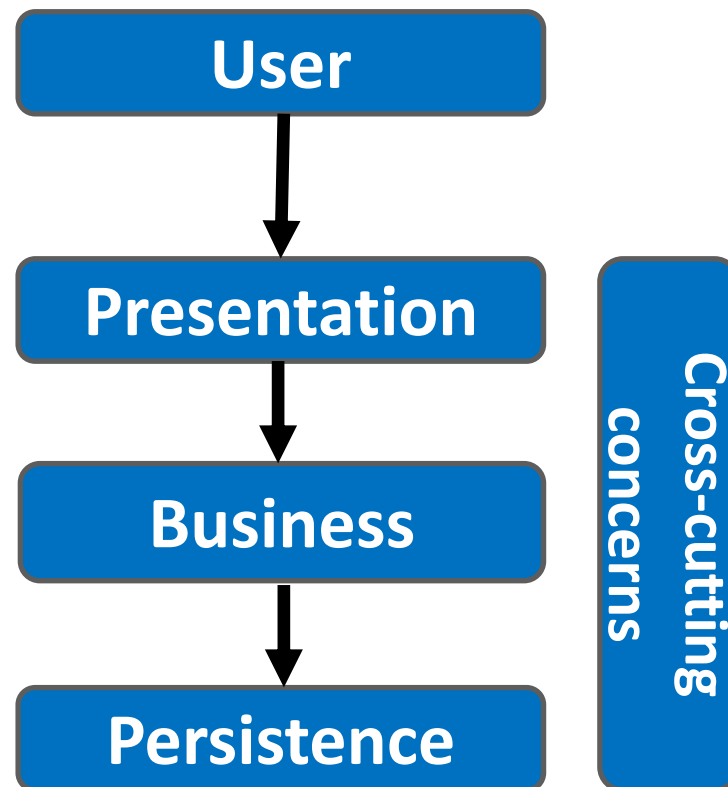 User
Presentation
Business
Persistence
Cross-cutting
concerns